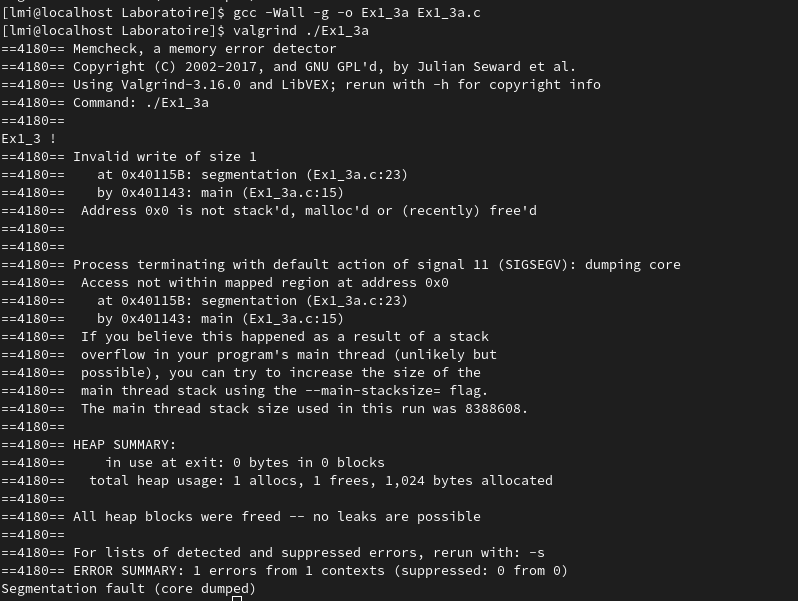 [lmi@localhost Laboratoire]$ gcc -Wall -g -o Ex1_3a Ex1_3a.c
[lmi@localhost Laboratoire]$ valgrind ./Ex1_3a
==4180== Memcheck, a memory error detector
==4180== Copyright (C) 2002-2017, and GNU GPL'd, by Julian Seward et al.
==4180== Using Valgrind-3.16.0 and LibVEX; rerun with -h for copyright info
==4180== Command: ./Ex1_3a
==4180==
Ex1_3 !
==4180== Invalid write of size 1
==4180==    at 0x40115B: segmentation (Ex1_3a.c:23)
==4180==    by 0x401143: main (Ex1_3a.c:15)
==4180==  Address 0x0 is not stack'd, malloc'd or (recently) free'd
==4180==
==4180==
==4180== Process terminating with default action of signal 11 (SIGSEGV): dumping core
==4180==  Access not within mapped region at address 0x0
==4180==    at 0x40115B: segmentation (Ex1_3a.c:23)
==4180==    by 0x401143: main (Ex1_3a.c:15)
==4180==  If you believe this happened as a result of a stack
==4180==  overflow in your program's main thread (unlikely but
==4180==  possible), you can try to increase the size of the
==4180==  main thread stack using the --main-stacksize= flag.
==4180==  The main thread stack size used in this run was 8388608.
==4180==
==4180== HEAP SUMMARY:
==4180==     in use at exit: 0 bytes in 0 blocks
==4180==   total heap usage: 1 allocs, 1 frees, 1,024 bytes allocated
==4180==
==4180== All heap blocks were freed -- no leaks are possible
==4180==
==4180== For lists of detected and suppressed errors, rerun with: -s
==4180== ERROR SUMMARY: 1 errors from 1 contexts (suppressed: 0 from 0)
Segmentation fault (core dumped)